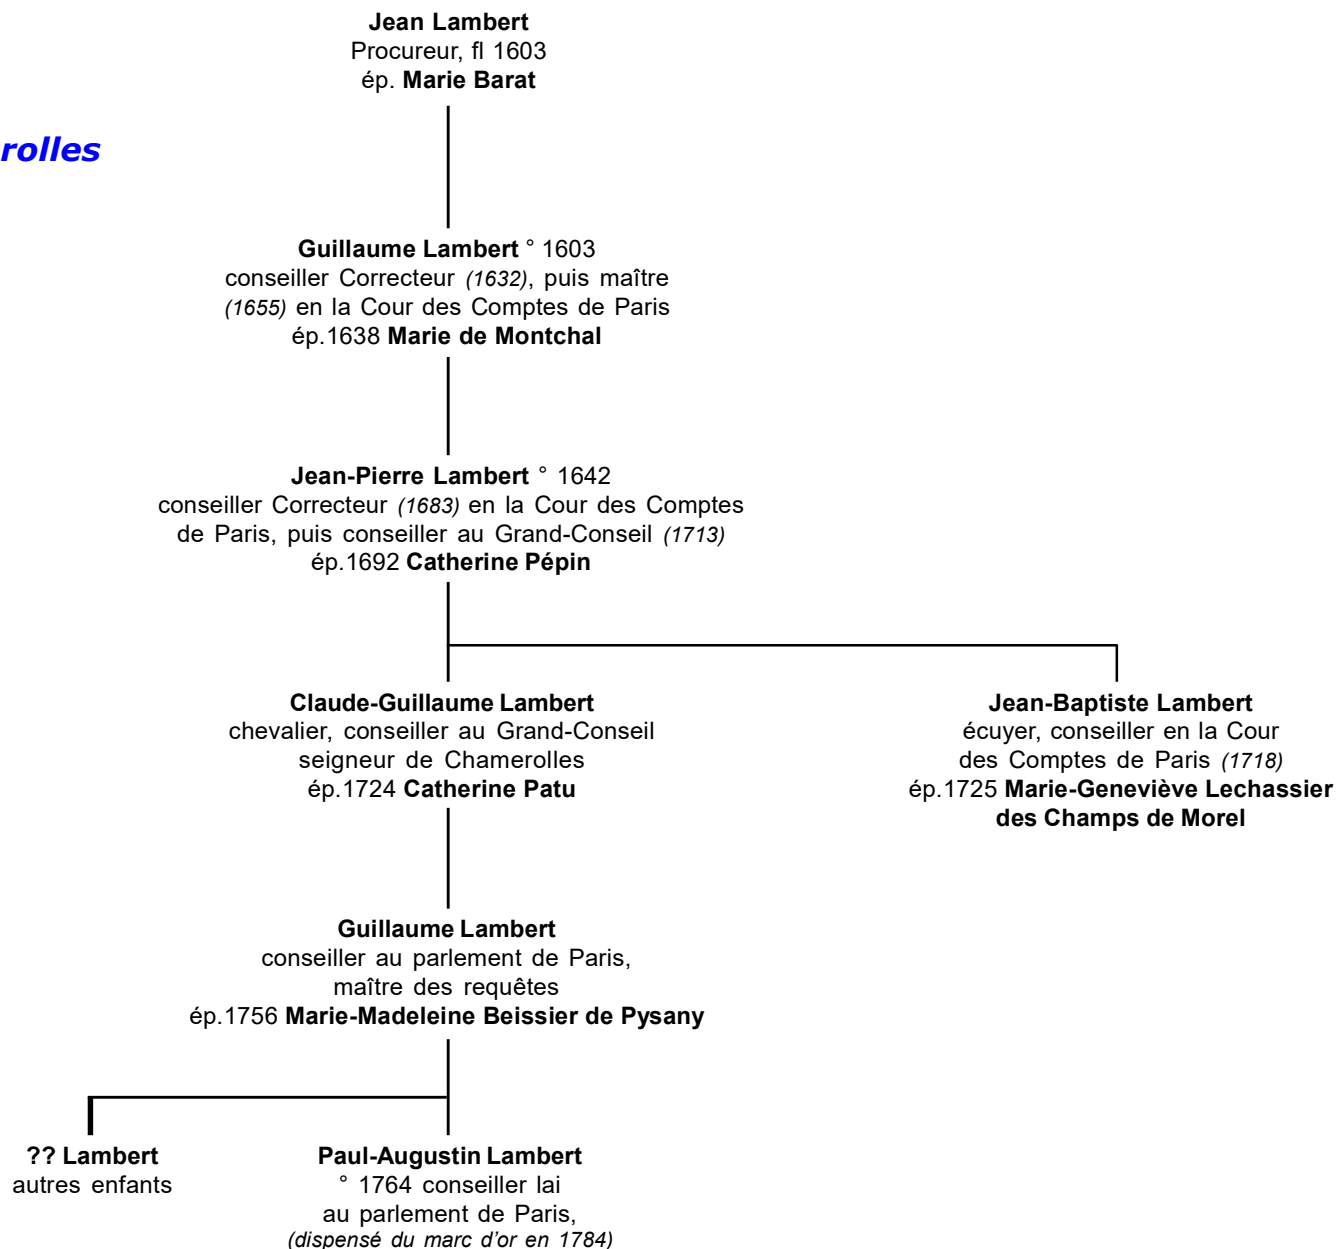 Jean Lambert
Procureur, fl 1603
ép. Marie Barat
rolles
Guillaume Lambert ° 1603
conseiller Correcteur (1632), puis maître
(1655) en la Cour des Comptes de Paris
ép.1638 Marie de Montchal
Jean-Pierre Lambert ° 1642
conseiller Correcteur (1683) en la Cour des Comptes
de Paris, puis conseiller au Grand-Conseil (1713)
ép.1692 Catherine Pépin
Claude-Guillaume Lambert
chevalier, conseiller au Grand-Conseil
seigneur de Chamerolles
ép.1724 Catherine Patu
Jean-Baptiste Lambert
écuyer, conseiller en la Cour
des Comptes de Paris (1718)
ép.1725 Marie-Geneviève Lechassier
des Champs de Morel
Guillaume Lambert
conseiller au parlement de Paris,
maître des requêtes
ép.1756 Marie-Madeleine Beissier de Pysany
?? Lambert
autres enfants
Paul-Augustin Lambert
° 1764 conseiller lai
au parlement de Paris,
(dispensé du marc d'or en 1784)